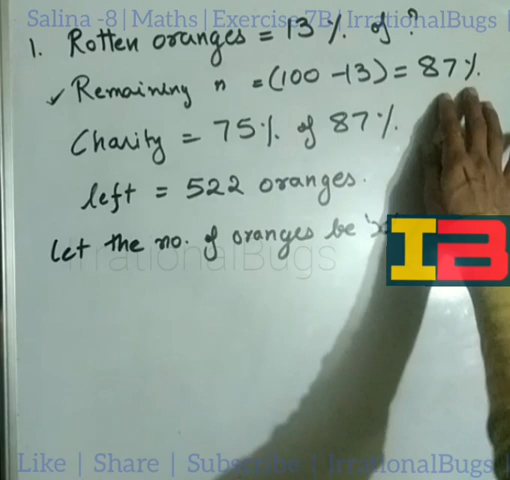 Salina -8 | Maths | Exercise 7B | IrrationalBugs |
1. Rotten oranges = 13 % of ?
✓ Remaining n = (100 -13) = 87%.
Charity = 75% of 87%.
left = 522 oranges.
Let the no. of oranges be 'x'
IB
IrrationalBugs
Like | Share | Subscribe | IrrationalBugs |